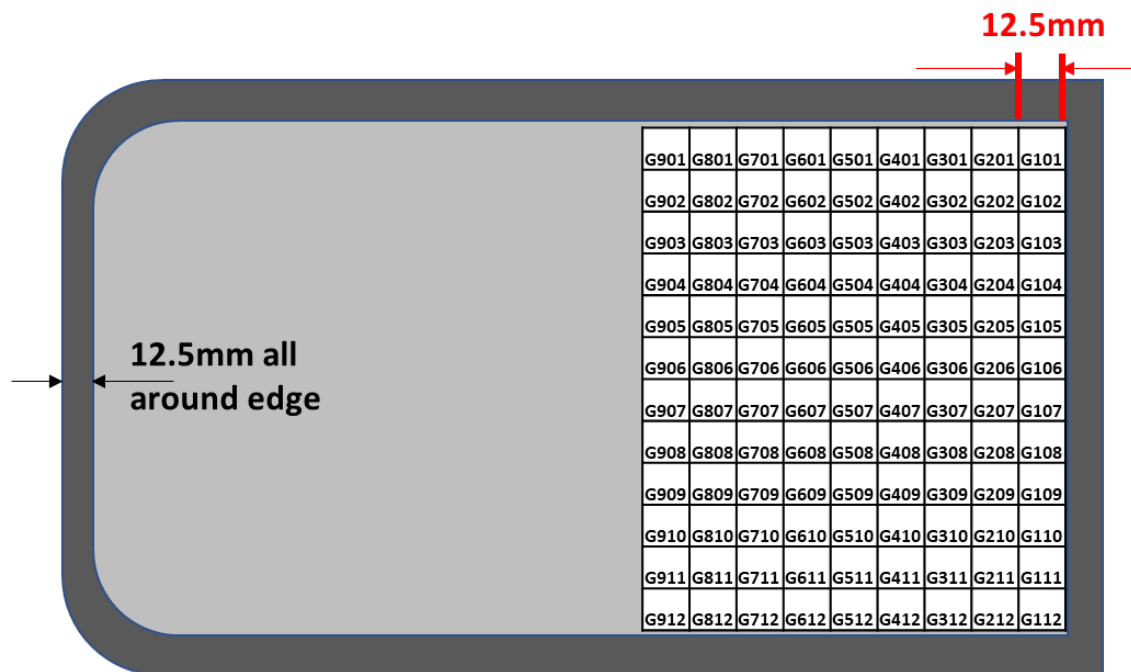 12.5mm
G901 G801 G701 G601 G501 G401 G301 G201 G101
G902 G802 G702 G602 G502 G402 G302 G202 G102
G903 G803 G703 G603 G503 G403 G303 G203 G103
G904 G804 G704 G604 G504 G404 G304 G204 G104
G905 G805 G705 G605 G505 G405 G305 G205 G105
12.5mm all
around edge
G906 G806 G706 G606 G506 G406 G306 G206 G106
G907 G807 G707 G607 G507 G407 G307 G207 G107
G908 G808 G708 G608 G508 G408 G308 G208 G108
G909 G809 G709 G609 G509 G409 G309 G209 G109
G910 G810 G710 G610 G510 G410 G310 G210 G110
G911 G811 G711 G611 G511 G411 G311 G211 G111
G912 G812 G712 G612 G512 G412 G312 G212 G112